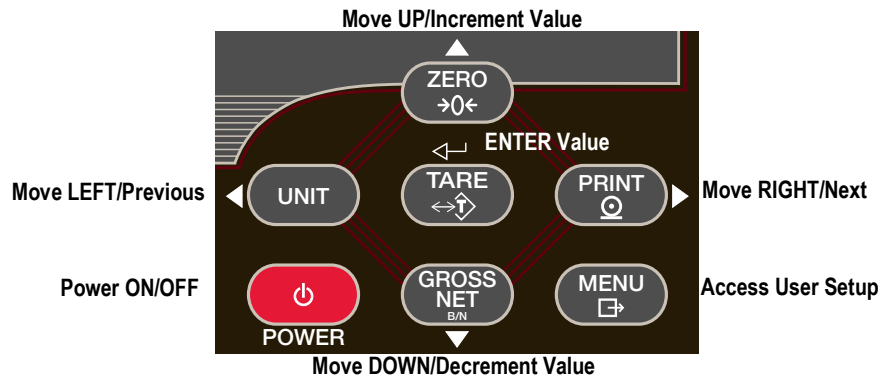 Move UP/Increment Value
ZERO
→0←
ENTER Value
Move LEFT/Previous
UNIT
TARE
T
PRINT
Move RIGHT/Next
Power ON/OFF
POWER
GROSS
NET
B/N
MENU
Access User Setup
Move DOWN/Decrement Value